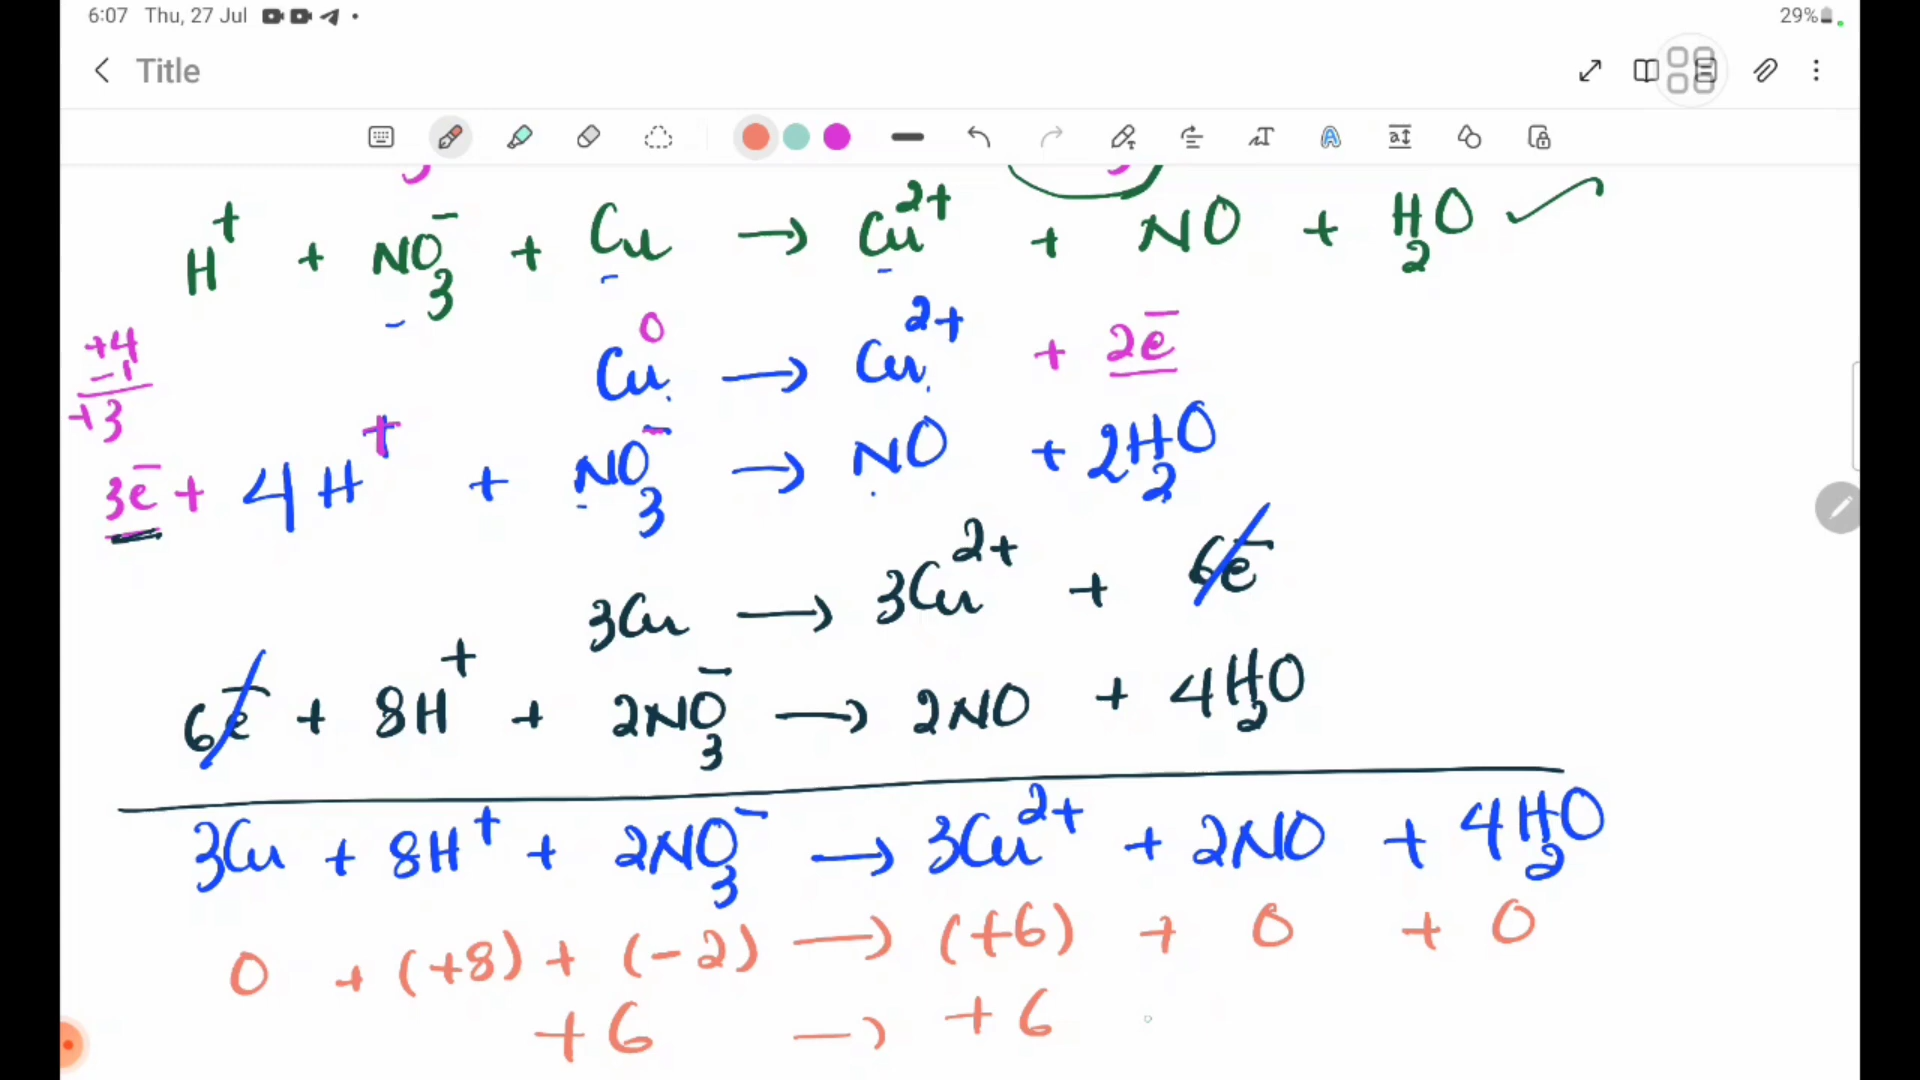 6:07 Thu, 27 Jul 29%
Title
H⁺ + NO₃⁻ + Cu → Cu²⁺ + NO + H₂O ✓
+4
-1
+3
Cu⁰ → Cu²⁺ + 2e⁻
3e⁻ + 4H⁺ + NO₃⁻ → NO + 2H₂O
3Cu → 3Cu²⁺ + 6e⁻
6e⁻ + 8H⁺ + 2NO₃⁻ → 2NO + 4H₂O
3Cu + 8H⁺ + 2NO₃⁻ → 3Cu²⁺ + 2NO + 4H₂O
0 + (+8) + (-2) → (+6) + 0 + 0
+6 → +6